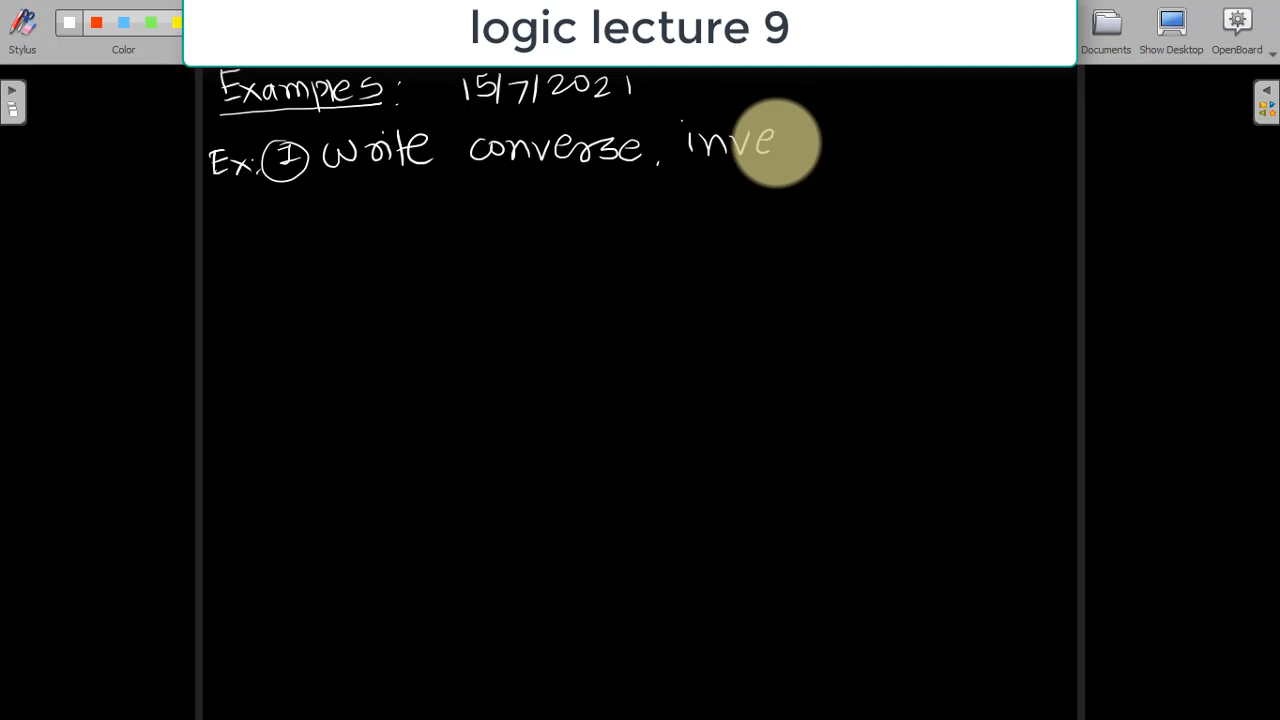 logic lecture 9
Stylus
Color
Documents
Show Desktop
OpenBoard
Examples: 15/7/2021
Ex: 1 Write converse, inve